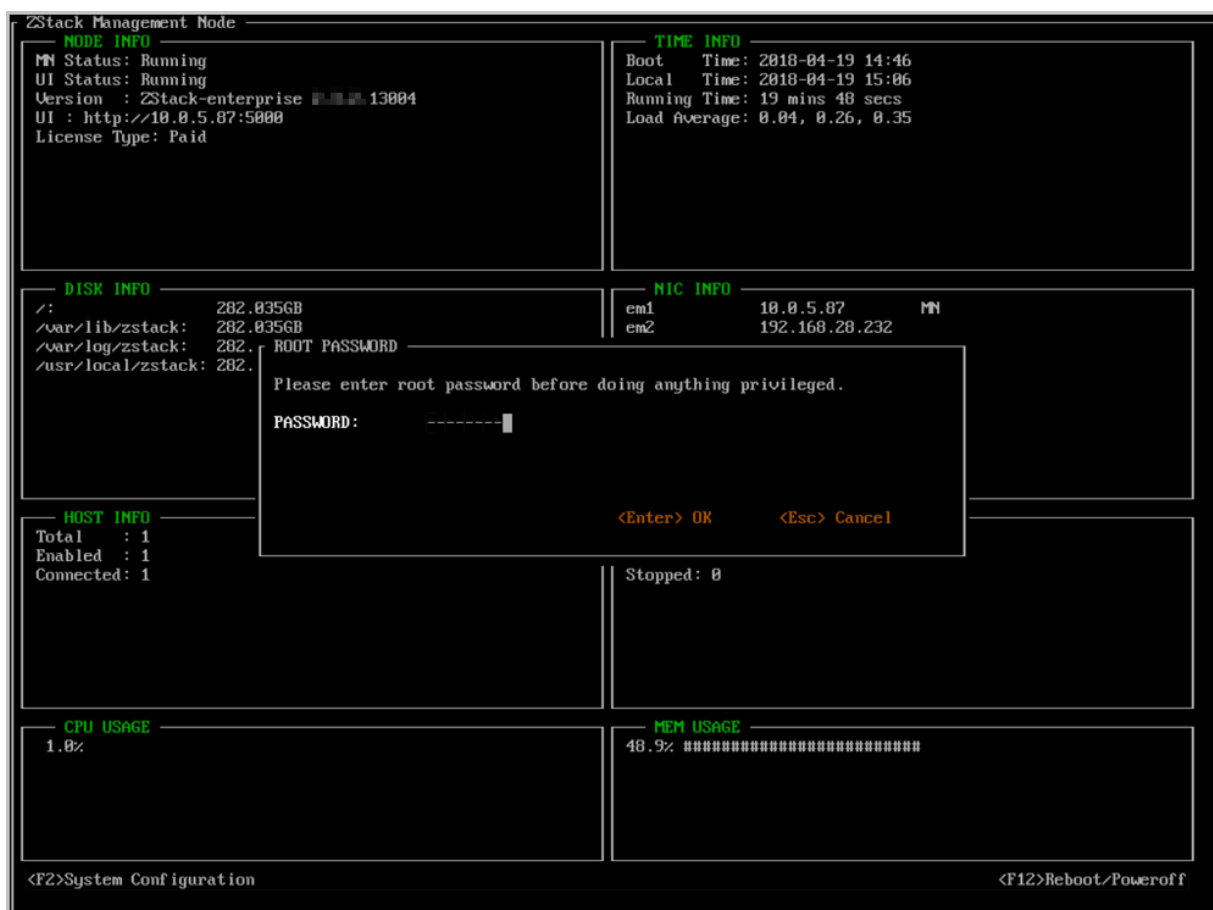 ZStack Management Node
NODE INFO
MN Status: Running
UI Status: Running
Version  : ZStack-enterprise 13004
UI : http://10.0.5.87:5000
License Type: Paid
TIME INFO
Boot    Time: 2018-04-19 14:46
Local   Time: 2018-04-19 15:06
Running Time: 19 mins 48 secs
Load Average: 0.04, 0.26, 0.35
DISK INFO
/:                 282.035GB
/var/lib/zstack:   282.035GB
/var/log/zstack:   282.
/usr/local/zstack: 282.
NIC INFO
em1           10.0.5.87        MN
em2           192.168.28.232
ROOT PASSWORD
Please enter root password before doing anything privileged.
PASSWORD:       --------
<Enter> OK       <Esc> Cancel
HOST INFO
Total    : 1
Enabled  : 1
Connected: 1
Stopped: 0
CPU USAGE
1.0%
MEM USAGE
48.9% #########################
<F2>System Configuration
<F12>Reboot/Poweroff